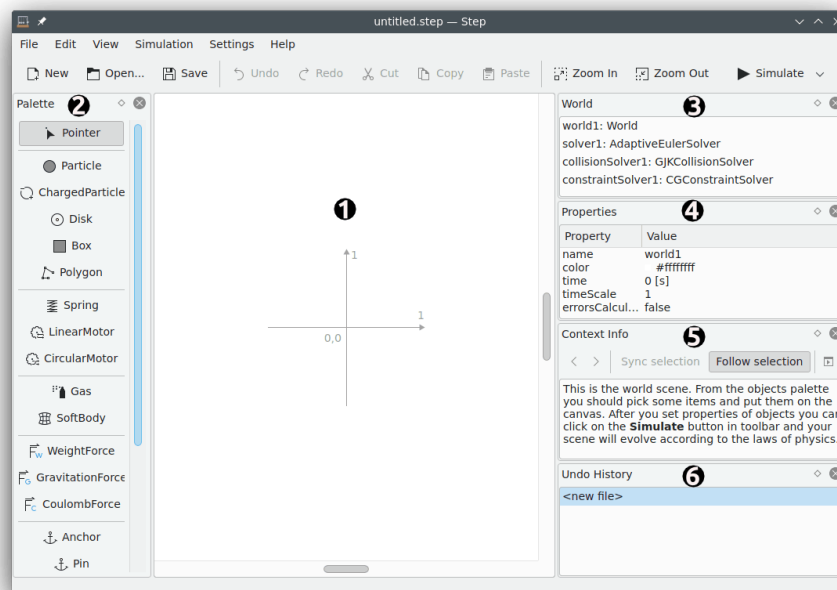 untitled.step — Step
File Edit View Simulation Settings Help
New Open... Save Undo Redo Cut Copy Paste Zoom In Zoom Out Simulate
Palette 2
Pointer
Particle
ChargedParticle
Disk
Box
Polygon
Spring
LinearMotor
CircularMotor
Gas
SoftBody
WeightForce
GravitationForce
CoulombForce
Anchor
Pin
1
1
1
0,0
World 3
world1: World
solver1: AdaptiveEulerSolver
collisionSolver1: GJKCollisionSolver
constraintSolver1: CGConstraintSolver
Properties 4
Property Value
name world1
color #ffffffff
time 0 [s]
timeScale 1
errorsCalcul... false
Context Info 5
Sync selection Follow selection
This is the world scene. From the objects palette
you should pick some items and put them on the
canvas. After you set properties of objects you can
click on the Simulate button in toolbar and your
scene will evolve according to the laws of physics.
Undo History 6
<new file>